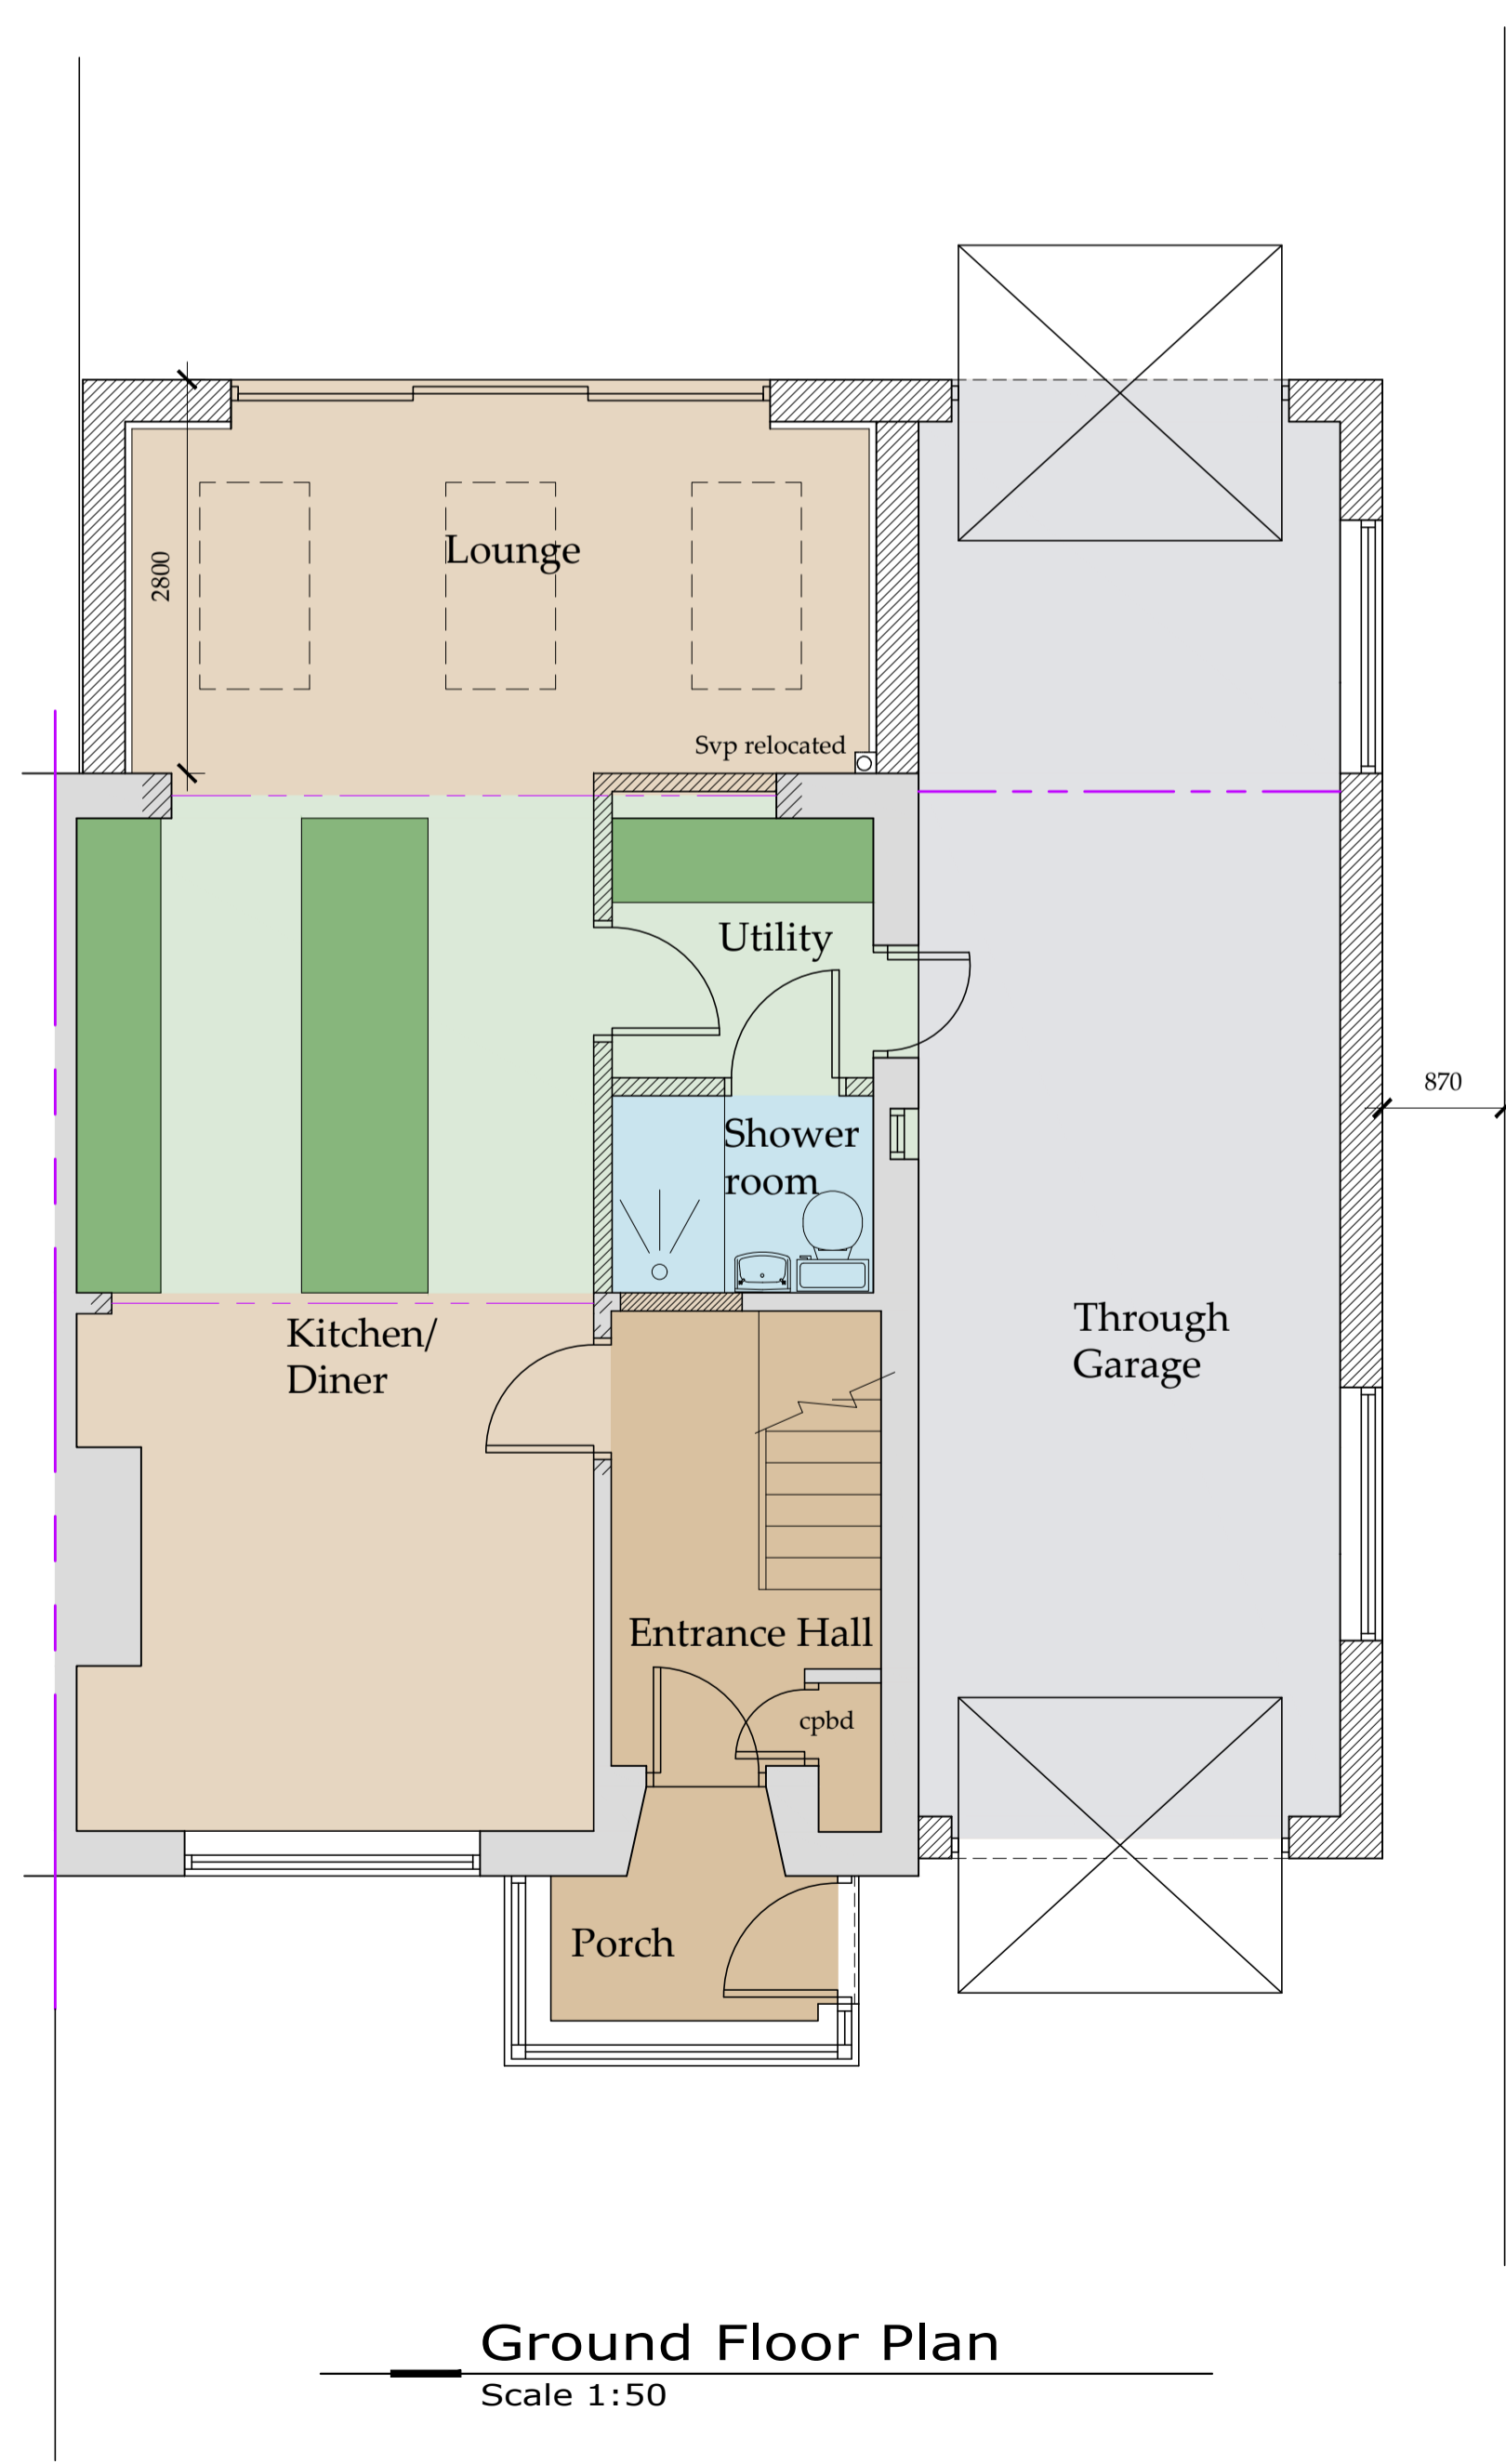 Lounge
2800
Svp relocated
Utility
870
Shower
room
Kitchen/
Diner
Through
Garage
Entrance Hall
cpbd
Porch
Ground Floor Plan
Scale 1:50